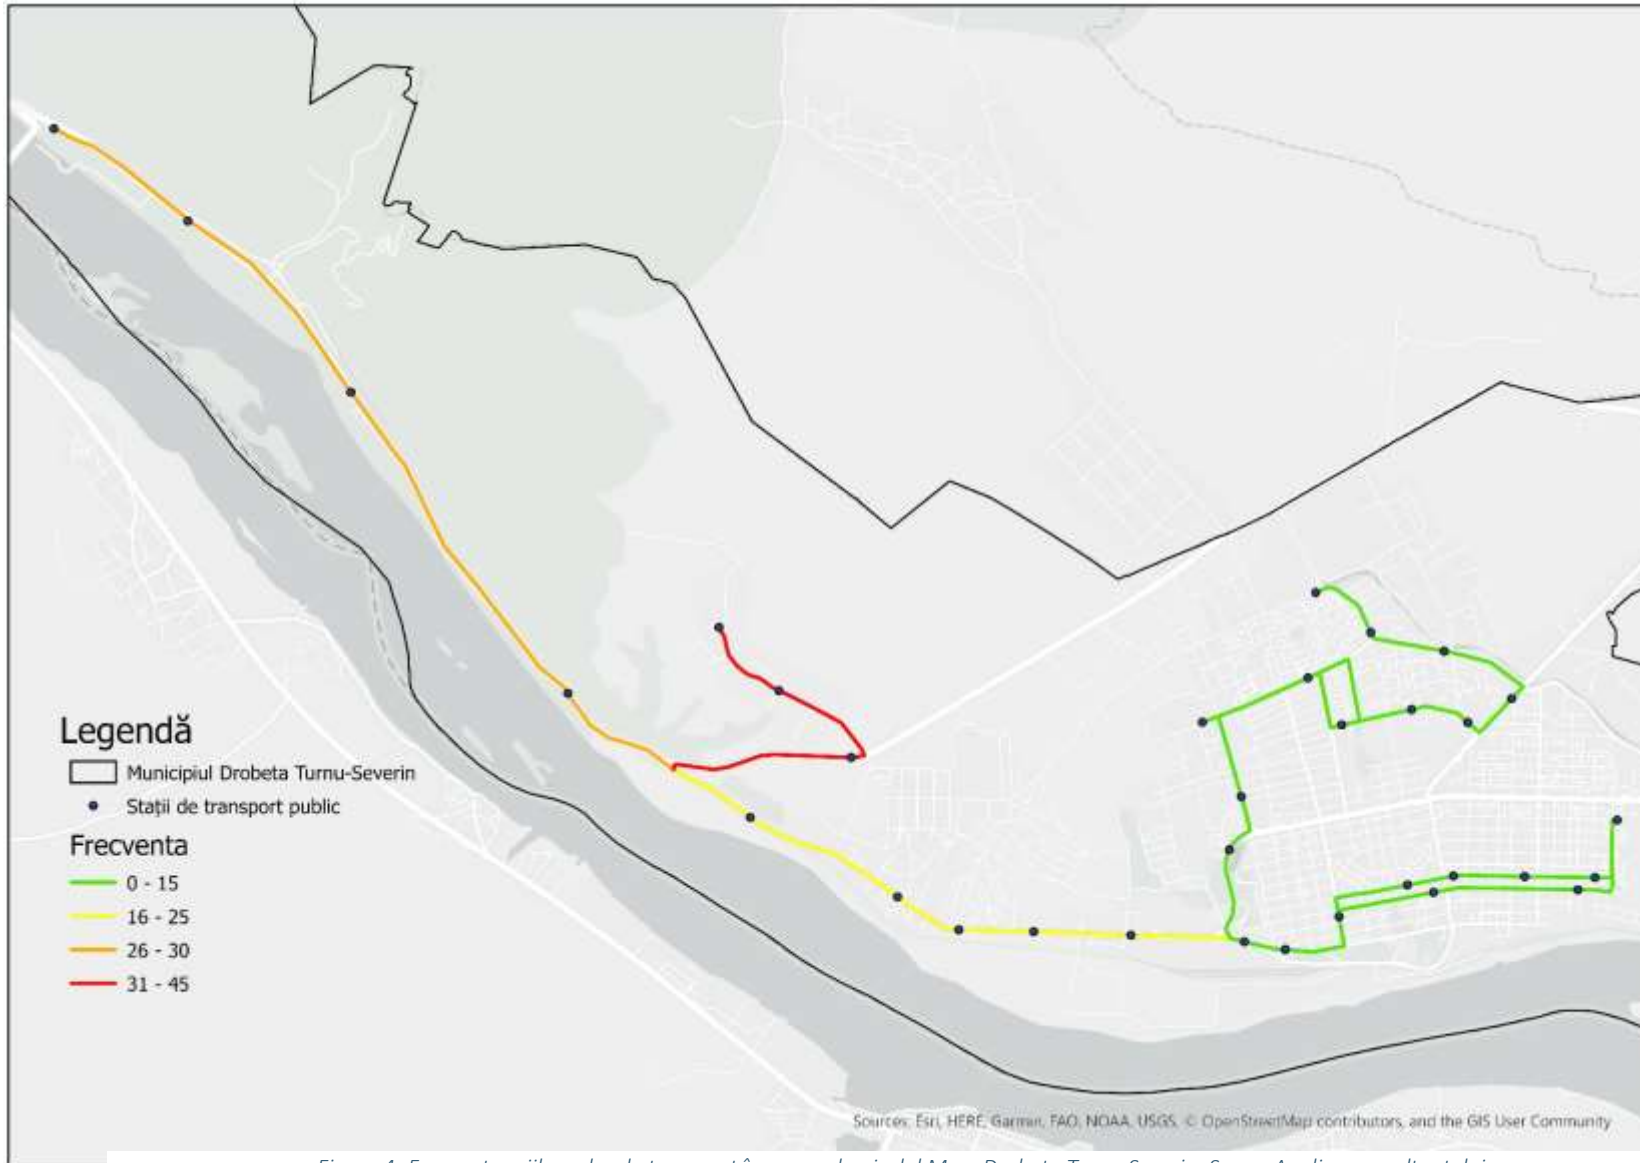 Legendă
Municipiul Drobeta Turnu-Severin
Stații de transport public
Frecventa
0 - 15
16 - 25
26 - 30
31 - 45
Sources: Esri, HERE, Garmin, FAO, NOAA, USGS, © OpenStreetMap contributors, and the GIS User Community